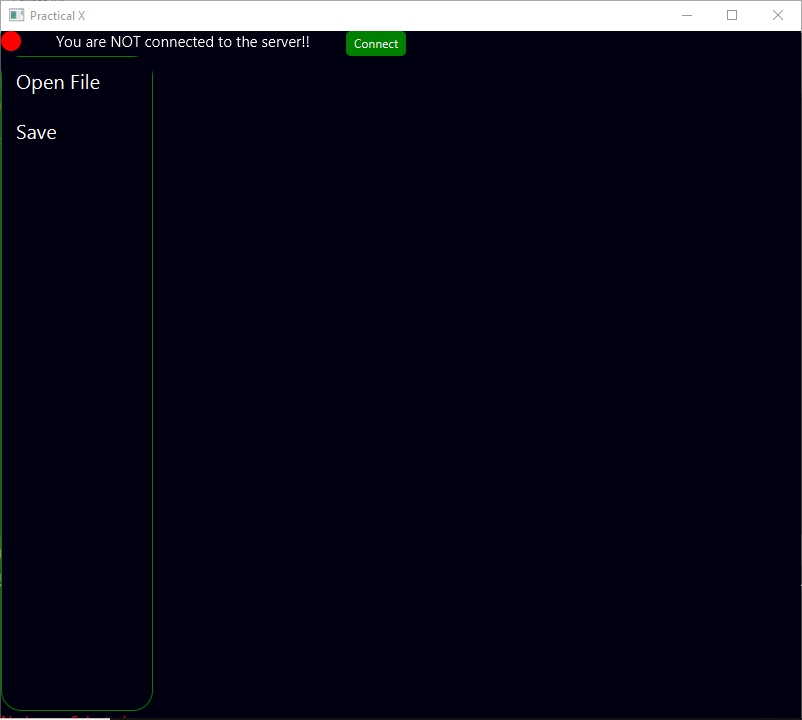 Practical X
You are NOT connected to the server!!
Connect
Open File
Save